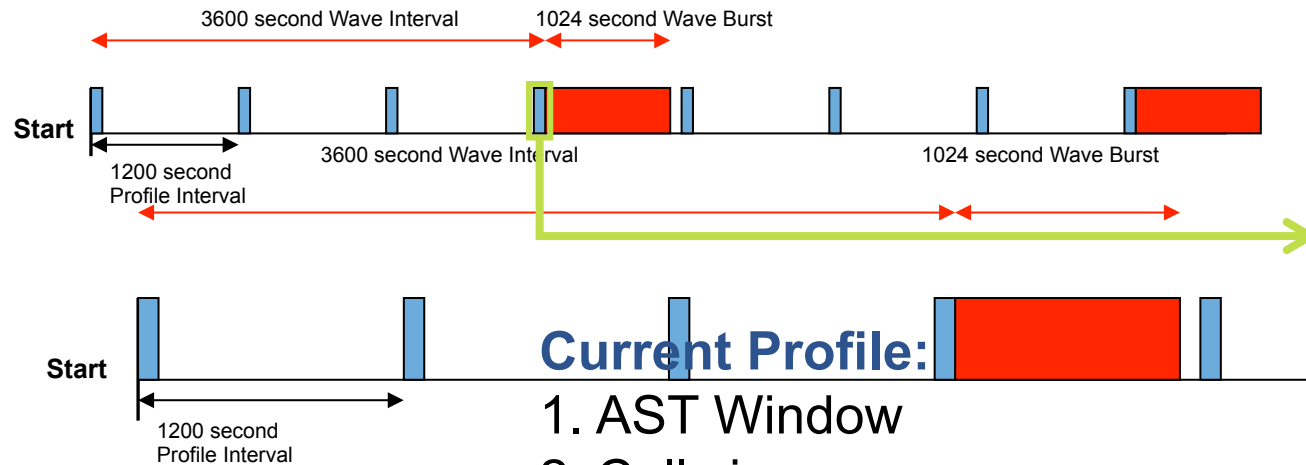 3600 second Wave Interval
1024 second Wave Burst
Start
1200 second
Profile Interval
3600 second Wave Interval
1024 second Wave Burst
Start
1200 second
Profile Interval
Current Profile:
1. AST Window